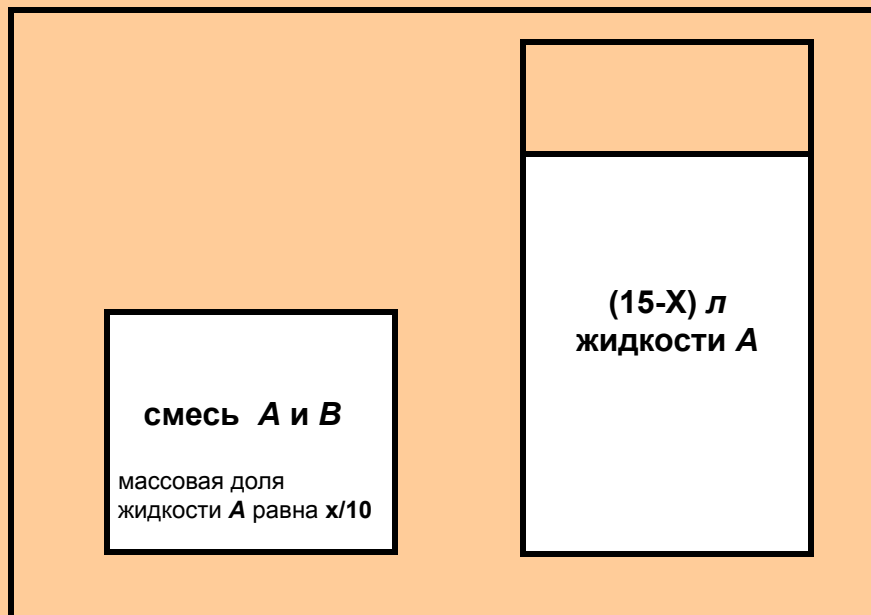 (15-X) л
жидкости А
смесь А и В
массовая доля
жидкости А равна х/10